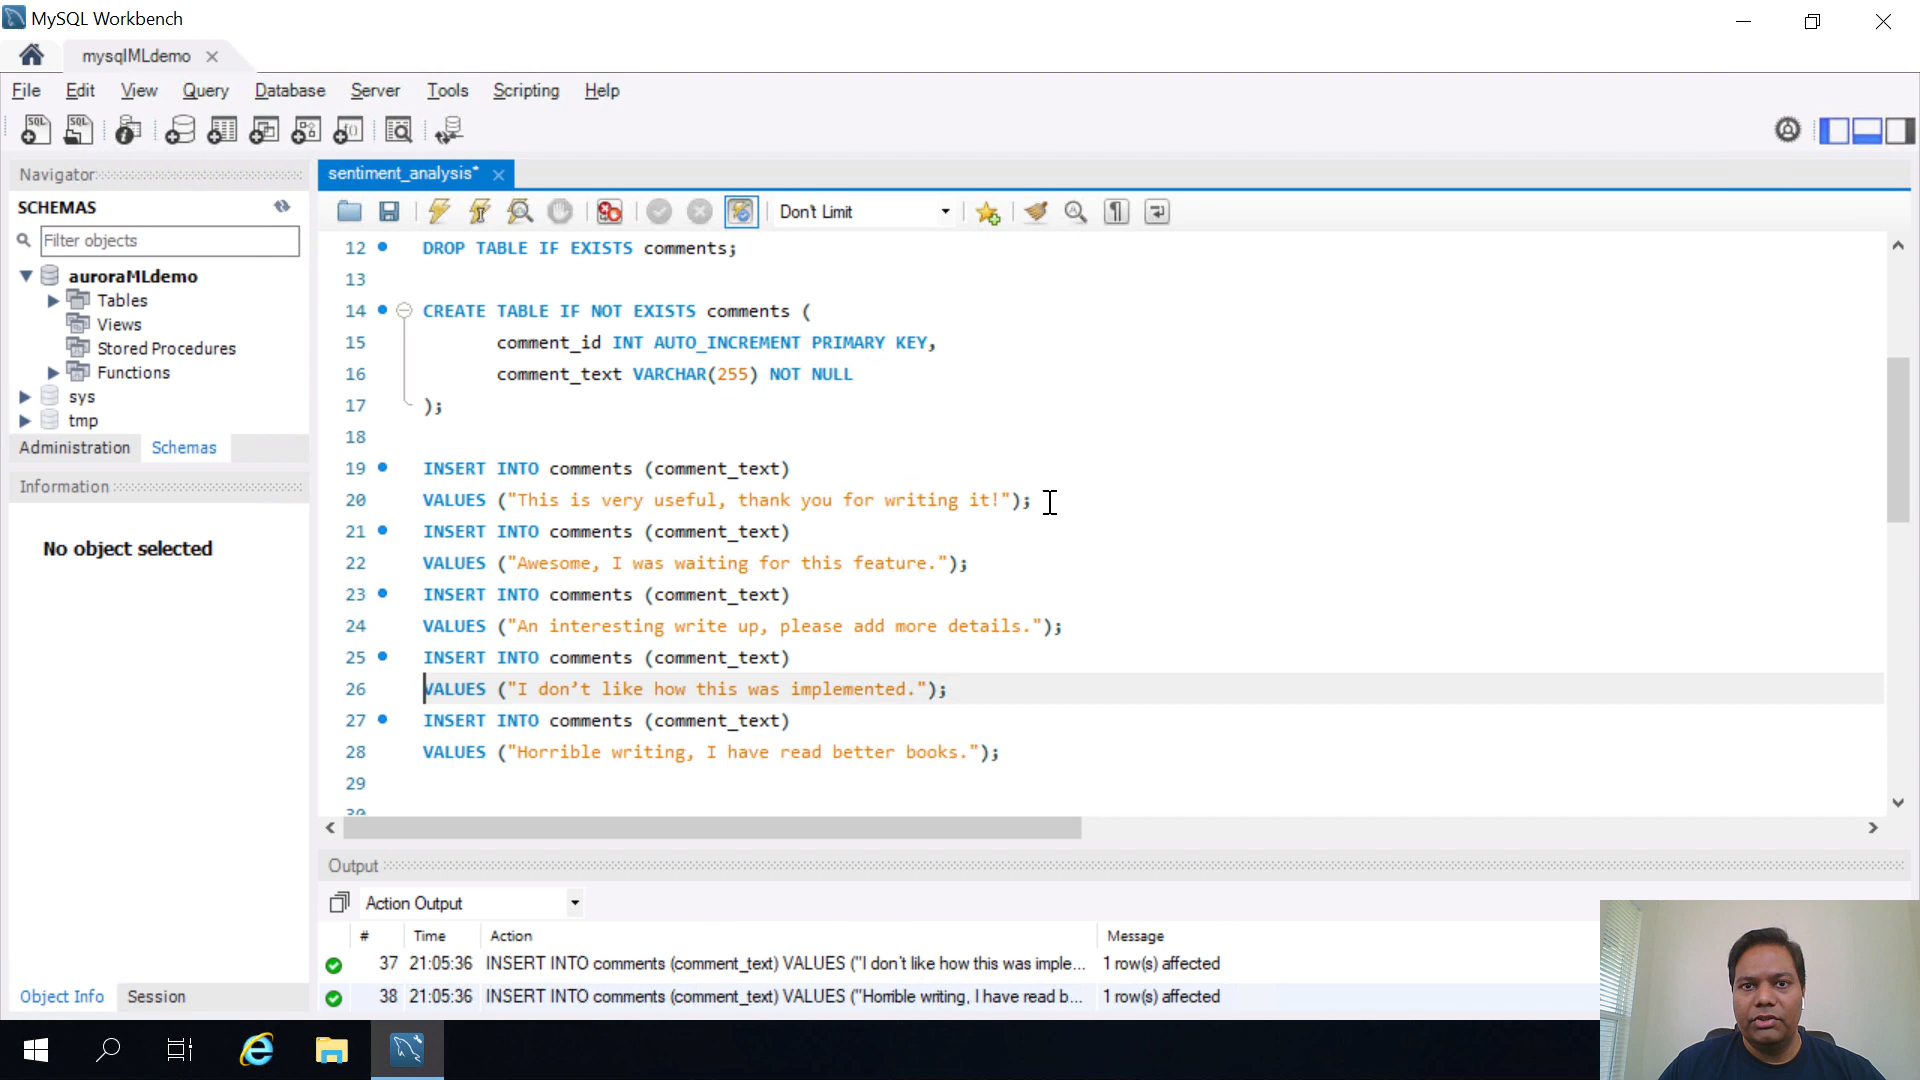 MySQL Workbench
mysqlMLdemo
File Edit View Query Database Server Tools Scripting Help
SQL SQL
Navigator
SCHEMAS
Filter objects
auroraMLdemo
Tables
Views
Stored Procedures
Functions
sys
tmp
Administration Schemas
Information
No object selected
Object Info Session
sentiment_analysis*
Don't Limit
12 DROP TABLE IF EXISTS comments;
13
14 CREATE TABLE IF NOT EXISTS comments (
15 comment_id INT AUTO_INCREMENT PRIMARY KEY,
16 comment_text VARCHAR(255) NOT NULL
17 );
18
19 INSERT INTO comments (comment_text)
20 VALUES ("This is very useful, thank you for writing it!");
21 INSERT INTO comments (comment_text)
22 VALUES ("Awesome, I was waiting for this feature.");
23 INSERT INTO comments (comment_text)
24 VALUES ("An interesting write up, please add more details.");
25 INSERT INTO comments (comment_text)
26 VALUES ("I don’t like how this was implemented.");
27 INSERT INTO comments (comment_text)
28 VALUES ("Horrible writing, I have read better books.");
29
30
Output
Action Output
# Time Action Message
37 21:05:36 INSERT INTO comments (comment_text) VALUES ("I don't like how this was imple... 1 row(s) affected
38 21:05:36 INSERT INTO comments (comment_text) VALUES ("Horrible writing, I have read b... 1 row(s) affected